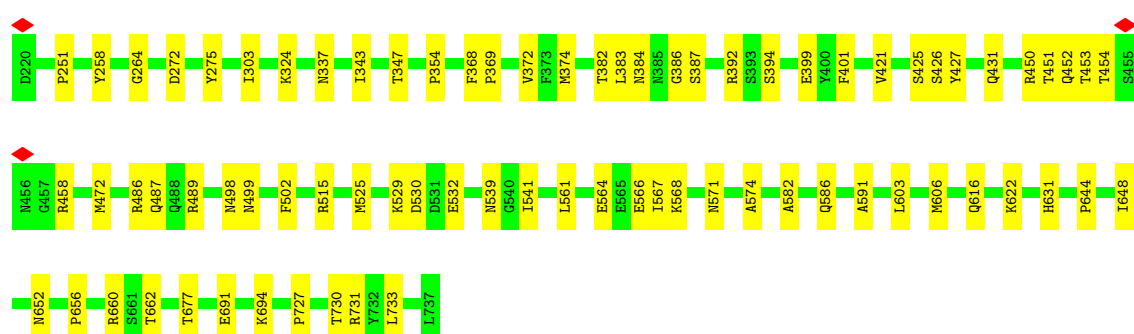 D220 P251 Y258 G264 D272 Y275 I303 K324 N337 I343 T347 P354 F368 P369 V372 F373 M374 T382 L383 N384 N385 G386 S387 R392 S393 S394 E399 Y400 F401 V421 S425 S426 Y427 Q431 R450 T451 Q452 T453 T454 S455
N456 G457 R458 M472 R486 Q487 Q488 R489 N498 N499 F502 R515 M525 K529 D530 D531 E532 N539 G540 I541 L561 E564 E565 E566 I567 K568 N571 A574 A582 Q586 A591 L603 M606 Q616 K622 H631 P644 I648
N652 P656 R660 S661 T662 T677 E691 K694 P727 T730 R731 Y732 L733 L737